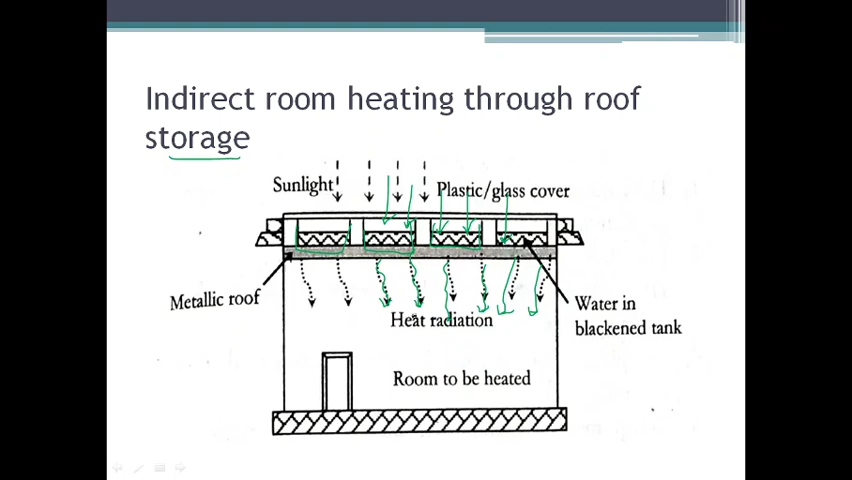 Indirect room heating through roof
storage
Sunlight
Plastic/glass cover
Metallic roof
Water in
blackened tank
Heat radiation
Room to be heated